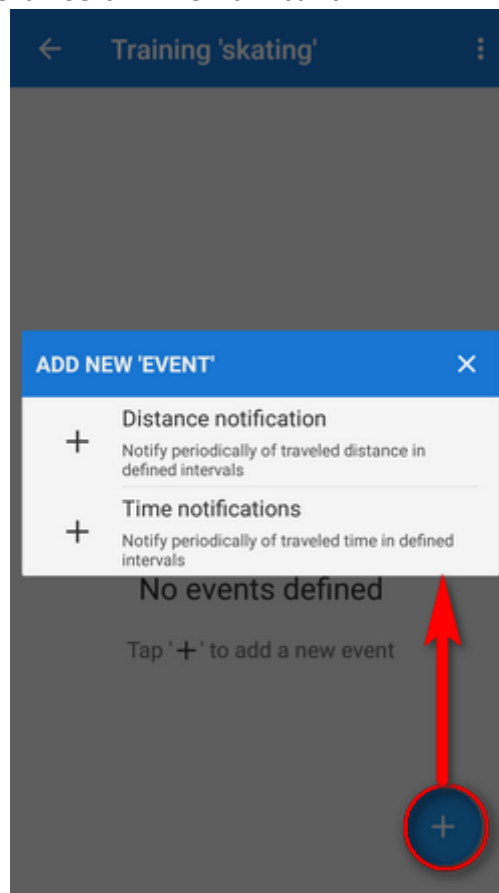 Training 'skating'
ADD NEW 'EVENT'
Distance notification
Notify periodically of traveled distance in
defined intervals
Time notifications
Notify periodically of traveled time in defined
intervals
No events defined
Tap '+' to add a new event